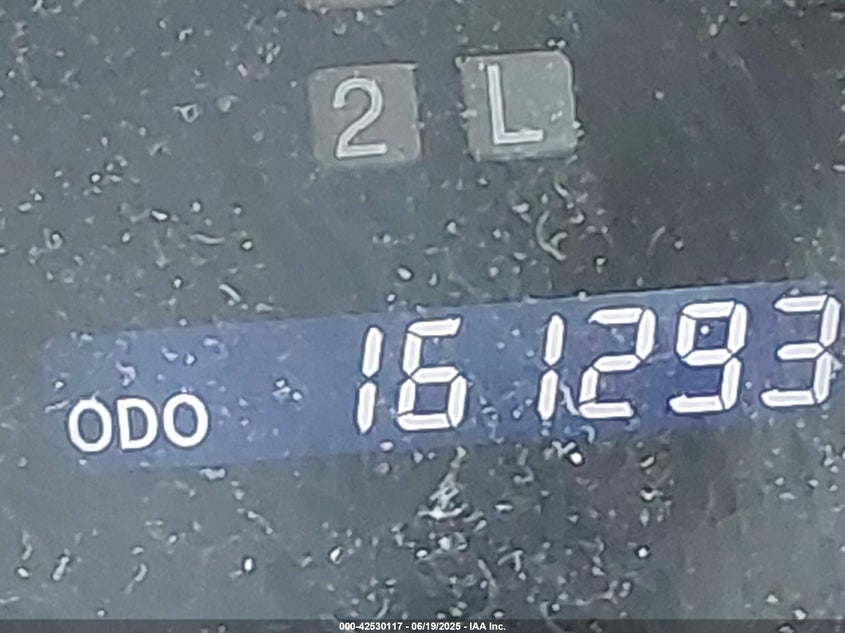 2 L
ODO 161293
000-42530117 - 06/19/2025 - IAA Inc.